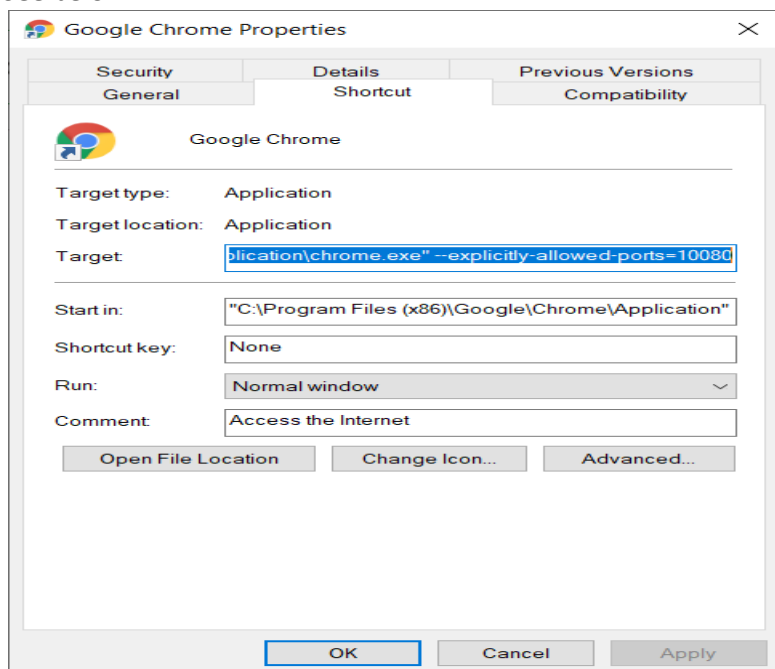 Google Chrome Properties
Security Details Previous Versions
General Shortcut Compatibility
Google Chrome
Target type: Application
Target location: Application
Target: plication\chrome.exe" --explicitly-allowed-ports=10080
Start in: "C:\Program Files (x86)\Google\Chrome\Application"
Shortcut key: None
Run: Normal window
Comment: Access the Internet
Open File Location Change Icon... Advanced...
OK Cancel Apply